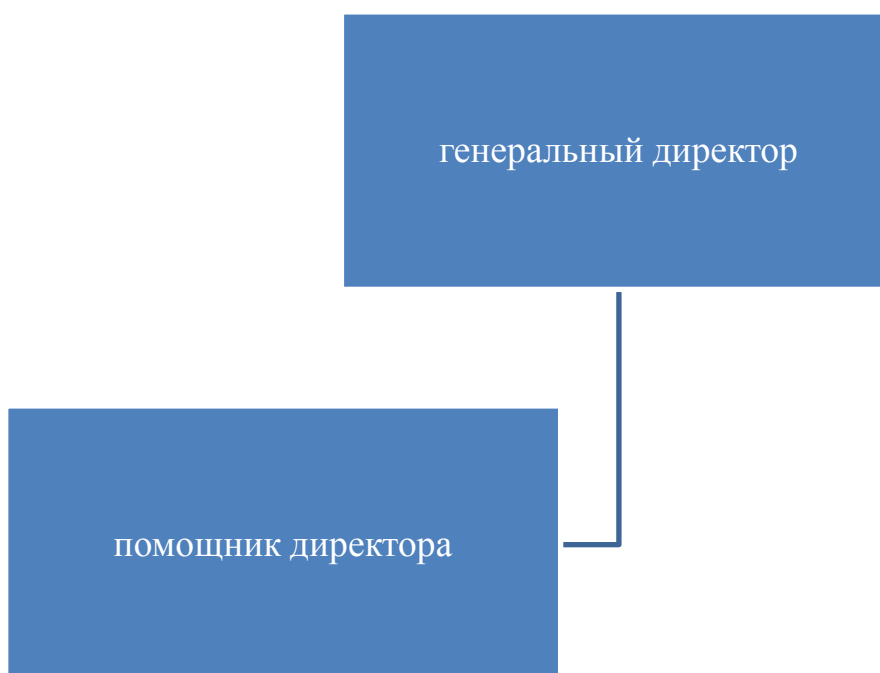 генеральный директор
помощник директора